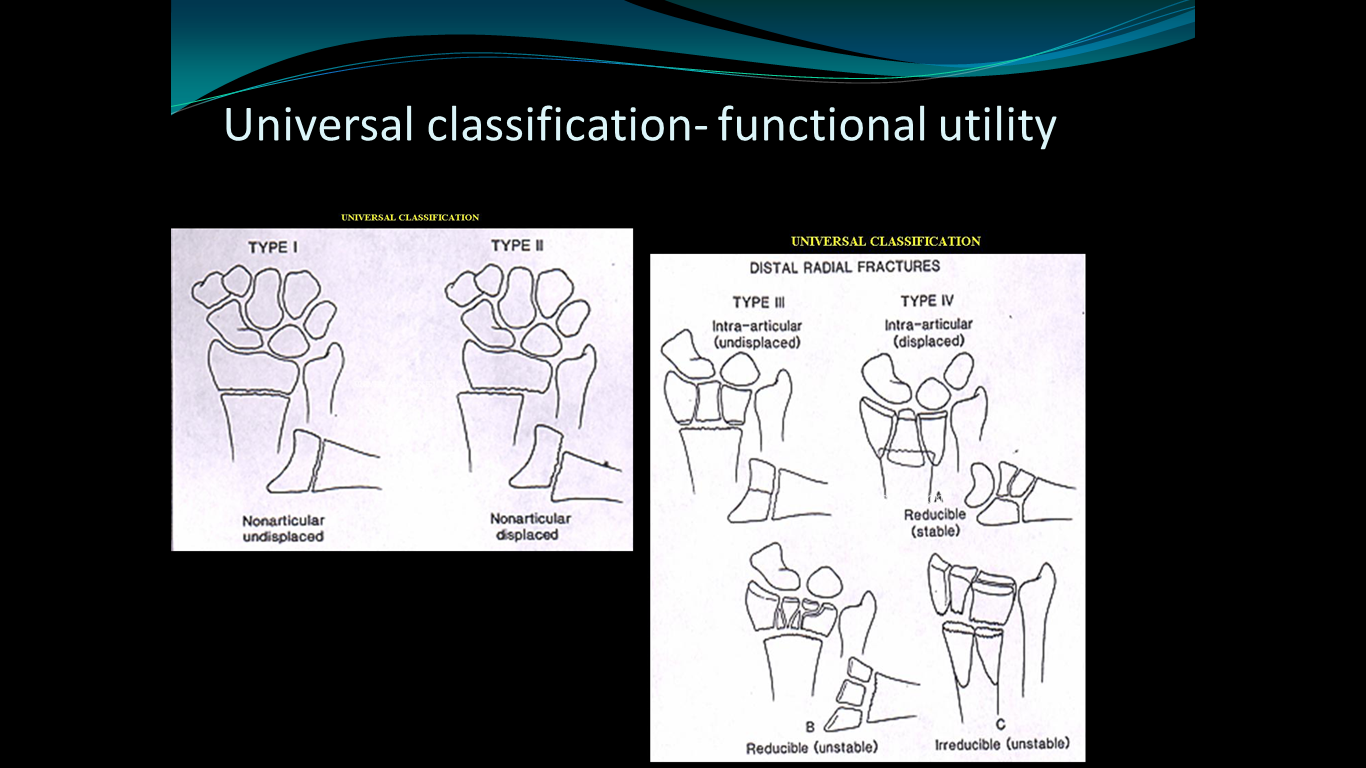 Universal classification- functional utility
UNIVERSAL CLASSIFICATION
TYPE I
TYPE II
Nonarticular
undisplaced
Nonarticular
displaced
UNIVERSAL CLASSIFICATION
DISTAL RADIAL FRACTURES
TYPE III
Intra-articular
(undisplaced)
TYPE IV
Intra-articular
(displaced)
A
Reducible
(stable)
B
Reducible (unstable)
C
Irreducible (unstable)